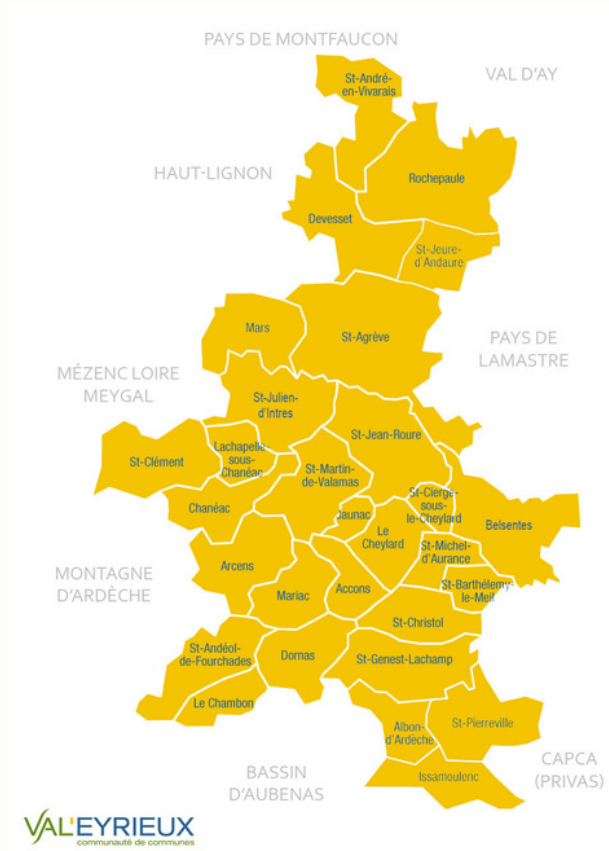 PAYS DE MONTFAUCON
VAL D'AY
St-André-
en-Vivarais
HAUT-LIGNON
Rochepaule
Devesset
St-Jeure-
d'Andaure
Mars
St-Agrève
PAYS DE
LAMASTRE
MÉZENC LOIRE
MEYGAL
St-Julien-
d'Intres
St-Jean-Roure
St-Clément
Lachapelle-
sous-
Chanéac
St-Martin-
de-Valamas
Chanéac
St-Cierge-
sous-
le-Cheylard
Jaunac
Le
Cheylard
Belsentes
St-Michel-
d'Aurance
Arcens
MONTAGNE
D'ARDÈCHE
St-Barthélemy-
le-Meil
Mariac
Accons
St-Christol
St-Andéol-
de-Fourchades
Dornas
St-Genest-Lachamp
Le Chambon
Albon-
d'Ardèche
St-Pierreville
Issamoulenc
BASSIN
D'AUBENAS
CAPCA
(PRIVAS)
VAL'EYRIEUX
communauté de communes